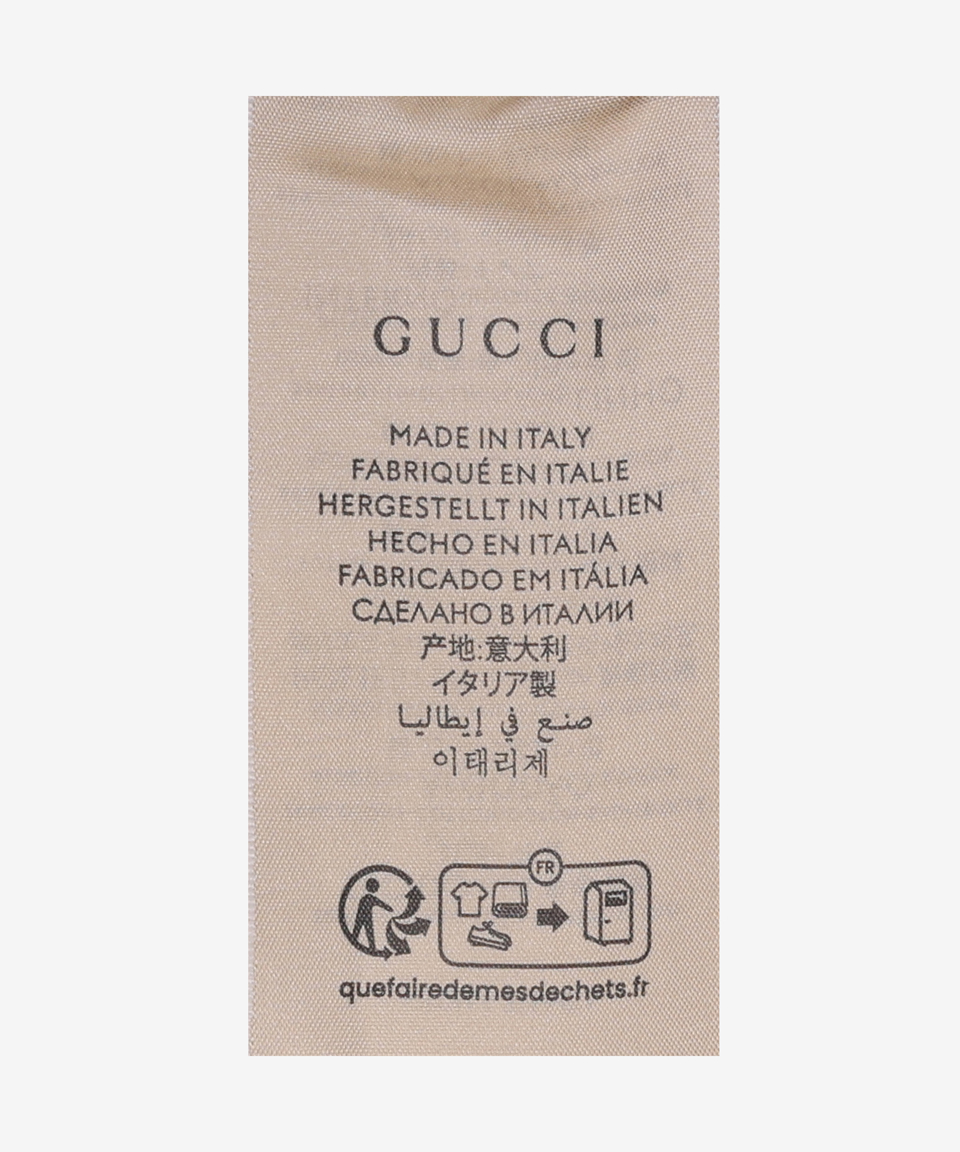 GUCCI
MADE IN ITALY
FABRIQUÉ EN ITALIE
HERGESTELLT IN ITALIEN
HECHO EN ITALIA
FABRICADO EM ITÁLIA
СДЕЛАНО В ИТАЛИИ
产地:意大利
イタリア製
صنع في إيطاليا
이태리제
FR
quefairedemesdechets.fr